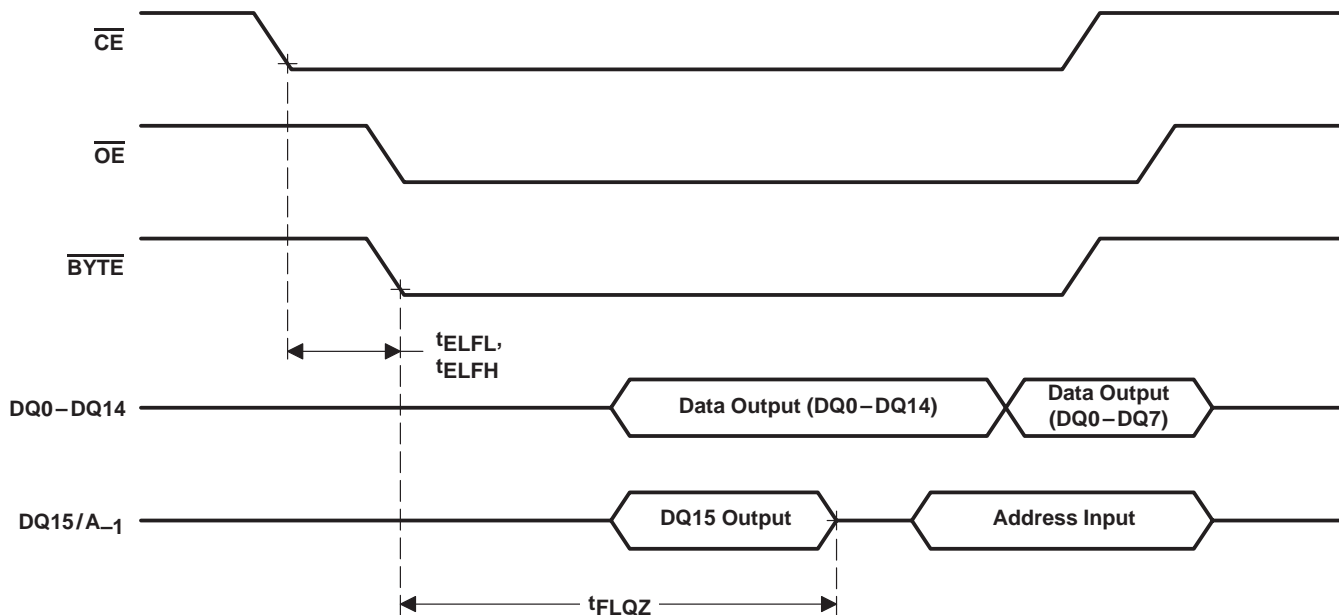 CE
OE
BYTE
tELFL,
tELFH
DQ0–DQ14
Data Output (DQ0–DQ14)
Data Output
(DQ0–DQ7)
DQ15/A–1
DQ15 Output
Address Input
tFLQZ